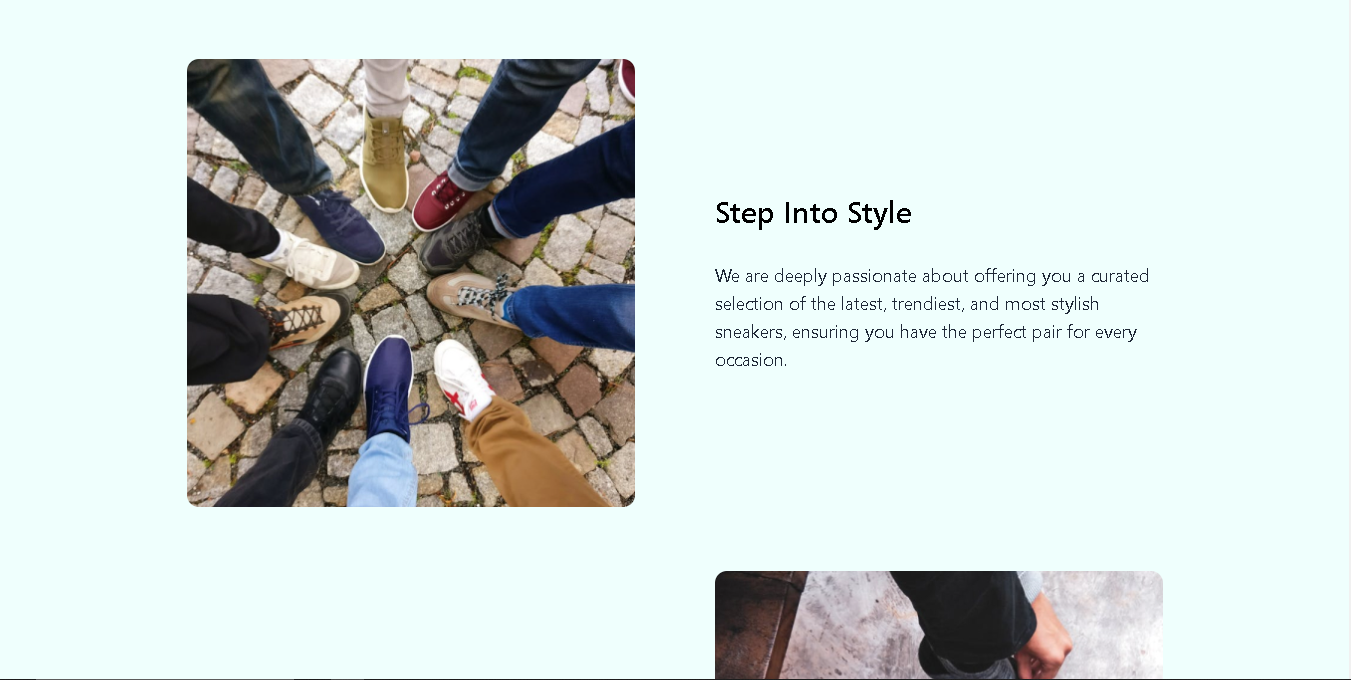 Step Into Style
We are deeply passionate about offering you a curated
selection of the latest, trendiest, and most stylish
sneakers, ensuring you have the perfect pair for every
occasion.